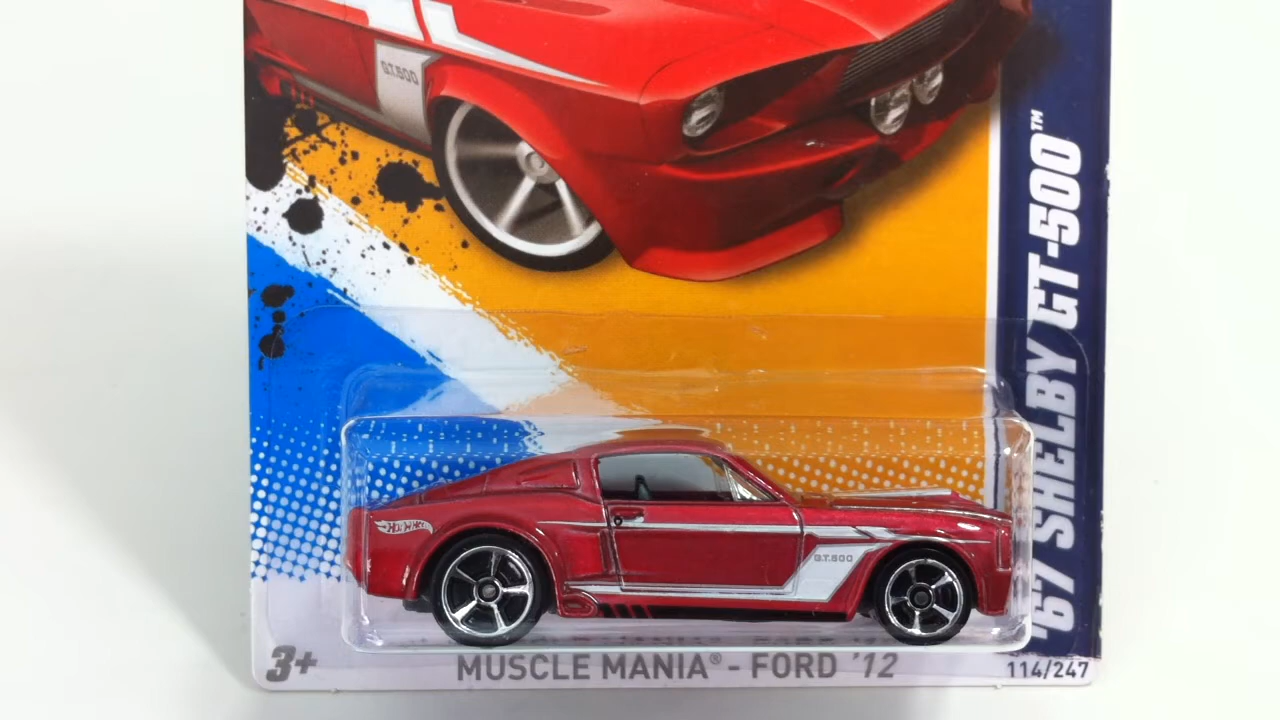 G.T.500
'67 SHELBY GT-500™
HOT WHEELS
G.T.500
3+
MUSCLE MANIA® - FORD '12
114/247